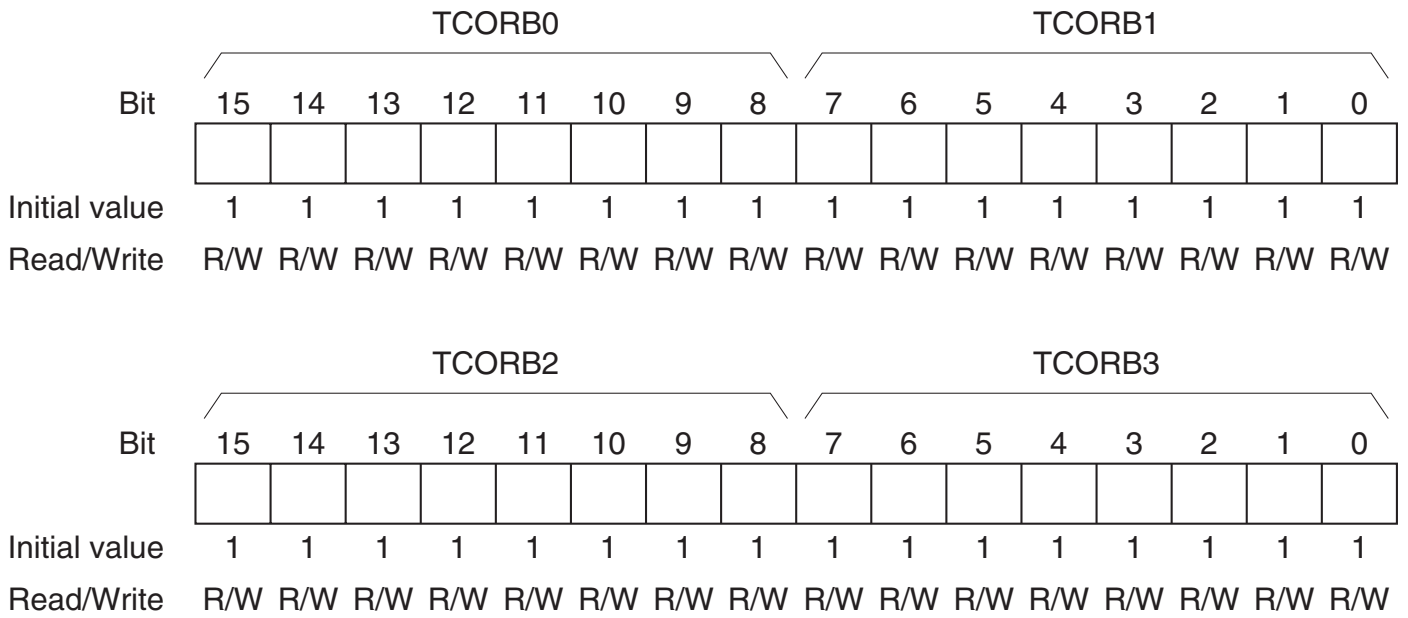 TCORB0 TCORB1
Bit 15 14 13 12 11 10 9 8 7 6 5 4 3 2 1 0
Initial value 1 1 1 1 1 1 1 1 1 1 1 1 1 1 1 1
Read/Write R/W R/W R/W R/W R/W R/W R/W R/W R/W R/W R/W R/W R/W R/W R/W R/W
TCORB2 TCORB3
Bit 15 14 13 12 11 10 9 8 7 6 5 4 3 2 1 0
Initial value 1 1 1 1 1 1 1 1 1 1 1 1 1 1 1 1
Read/Write R/W R/W R/W R/W R/W R/W R/W R/W R/W R/W R/W R/W R/W R/W R/W R/W